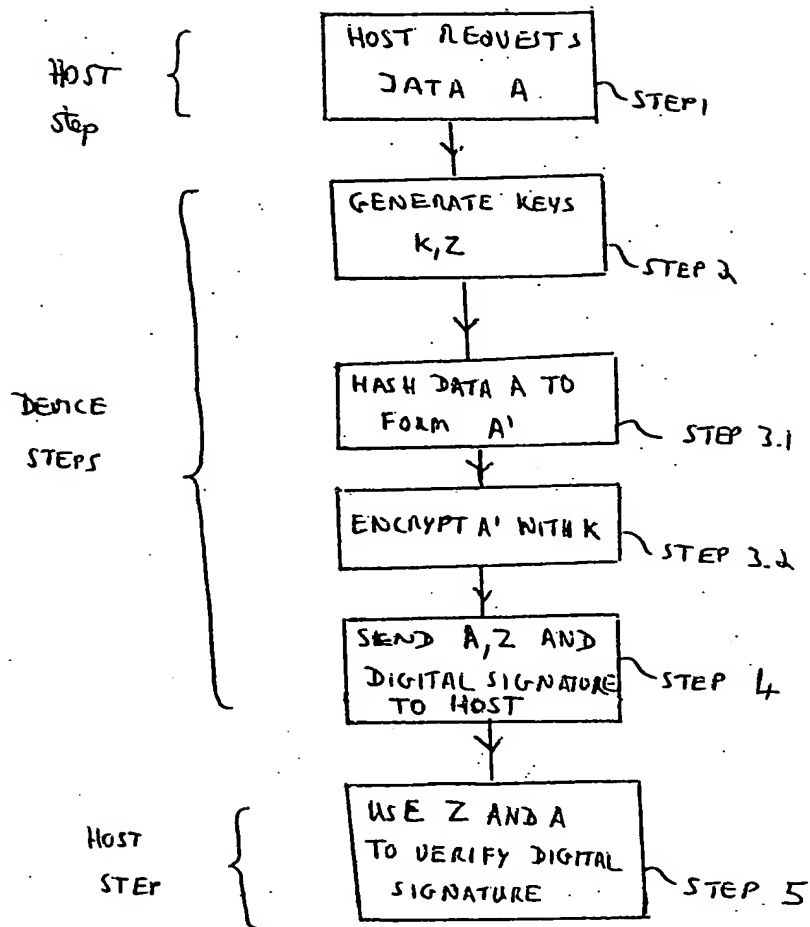 HOST REQUESTS
DATA A
STEP 1
HOST
Step
GENERATE KEYS
K, Z
STEP 2
HASH DATA A TO
FORM A'
STEP 3.1
DEVICE
STEPS
ENCRYPT A' WITH K
STEP 3.2
SEND A, Z AND
DIGITAL SIGNATURE
TO HOST
STEP 4
USE Z AND A
TO VERIFY DIGITAL
SIGNATURE
STEP 5
HOST
STEP